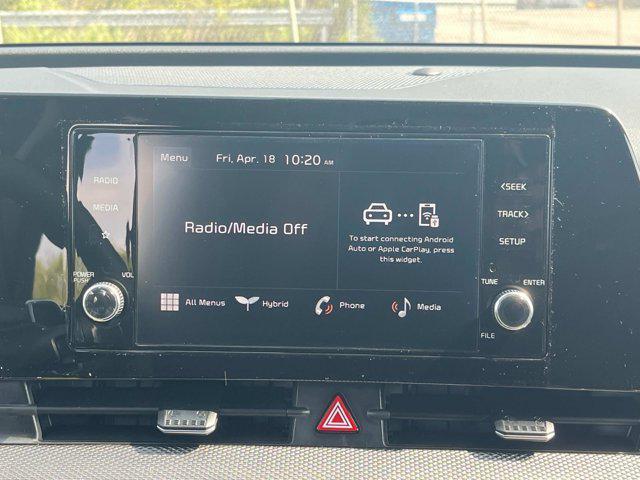 Menu Fri, Apr. 18 10:20 AM
RADIO
MEDIA
Radio/Media Off
To start connecting Android
Auto or Apple CarPlay, press
this widget.
<SEEK
TRACK>
SETUP
POWER
PUSH
VOL
TUNE
ENTER
FILE
All Menus Hybrid Phone Media